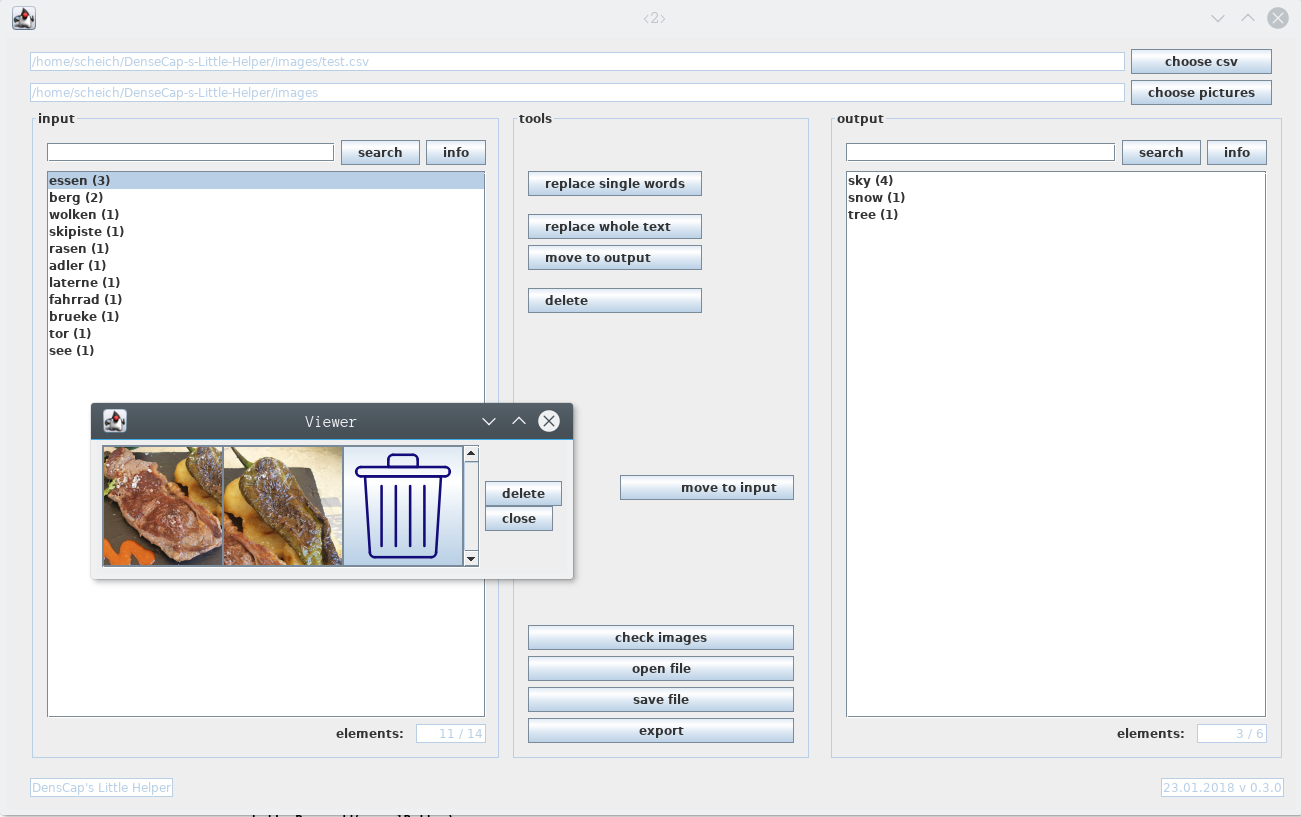 <2>
/home/scheich/DenseCap-s-Little-Helper/images/test.csv
choose csv
/home/scheich/DenseCap-s-Little-Helper/images
choose pictures
input
search
info
essen (3)
berg (2)
wolken (1)
skipiste (1)
rasen (1)
adler (1)
laterne (1)
fahrrad (1)
brueke (1)
tor (1)
see (1)
elements:
11 / 14
Viewer
delete
close
tools
replace single words
replace whole text
move to output
delete
move to input
check images
open file
save file
export
output
search
info
sky (4)
snow (1)
tree (1)
elements:
3 / 6
DensCap's Little Helper
23.01.2018 v 0.3.0